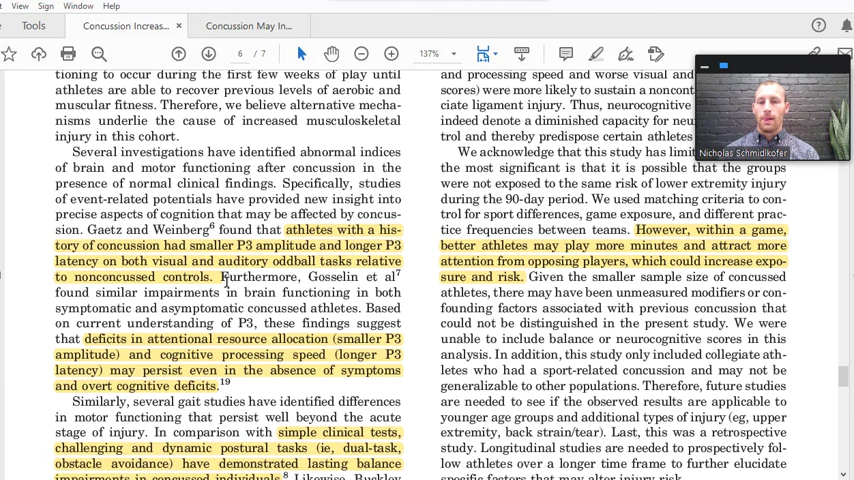 View Sign Window Help
Tools
Concussion Increas... ×
Concussion May In...
6 / 7
137%
Nicholas Schmidlkofer
tioning to occur during the first few weeks of play until
athletes are able to recover previous levels of aerobic and
muscular fitness. Therefore, we believe alternative mecha-
nisms underlie the cause of increased musculoskeletal
injury in this cohort.
Several investigations have identified abnormal indices
of brain and motor functioning after concussion in the
presence of normal clinical findings. Specifically, studies
of event-related potentials have provided new insight into
precise aspects of cognition that may be affected by concus-
sion. Gaetz and Weinberg6 found that athletes with a his-
tory of concussion had smaller P3 amplitude and longer P3
latency on both visual and auditory oddball tasks relative
to nonconcussed controls. Furthermore, Gosselin et al7
found similar impairments in brain functioning in both
symptomatic and asymptomatic concussed athletes. Based
on current understanding of P3, these findings suggest
that deficits in attentional resource allocation (smaller P3
amplitude) and cognitive processing speed (longer P3
latency) may persist even in the absence of symptoms
and overt cognitive deficits.19
Similarly, several gait studies have identified differences
in motor functioning that persist well beyond the acute
stage of injury. In comparison with simple clinical tests,
challenging and dynamic postural tasks (ie, dual-task,
obstacle avoidance) have demonstrated lasting balance
impairments in concussed individuals.8 Likewise, Buckley
and processing speed and worse visual and
scores) were more likely to sustain a noncont
ciate ligament injury. Thus, neurocognitive
indeed denote a diminished capacity for neu
trol and thereby predispose certain athletes
We acknowledge that this study has limit
the most significant is that it is possible that the groups
were not exposed to the same risk of lower extremity injury
during the 90-day period. We used matching criteria to con-
trol for sport differences, game exposure, and different prac-
tice frequencies between teams. However, within a game,
better athletes may play more minutes and attract more
attention from opposing players, which could increase expo-
sure and risk. Given the smaller sample size of concussed
athletes, there may have been unmeasured modifiers or con-
founding factors associated with previous concussion that
could not be distinguished in the present study. We were
unable to include balance or neurocognitive scores in this
analysis. In addition, this study only included collegiate ath-
letes who had a sport-related concussion and may not be
generalizable to other populations. Therefore, future studies
are needed to see if the observed results are applicable to
younger age groups and additional types of injury (eg, upper
extremity, back strain/tear). Last, this was a retrospective
study. Longitudinal studies are needed to prospectively fol-
low athletes over a longer time frame to further elucidate
specific factors that may alter injury risk.